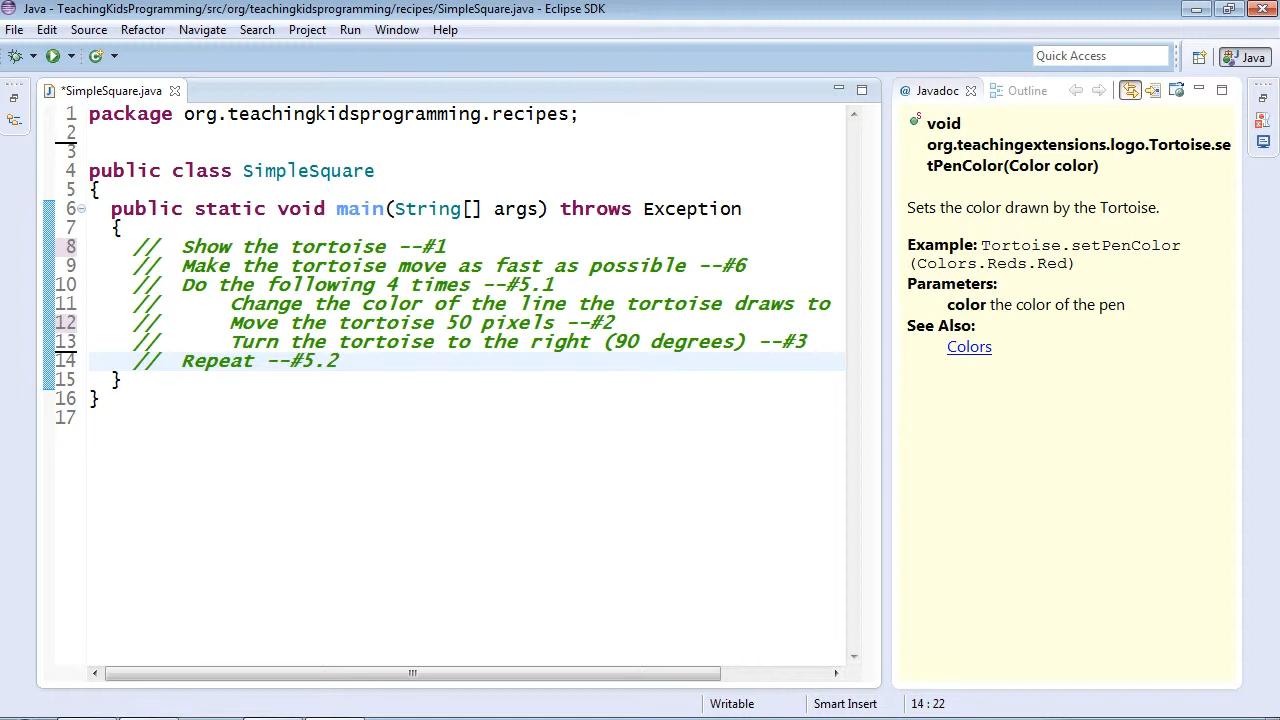 Java - TeachingKidsProgramming/src/org/teachingkidsprogramming/recipes/SimpleSquare.java - Eclipse SDK
File Edit Source Refactor Navigate Search Project Run Window Help
Quick Access
Java
*SimpleSquare.java
1 package org.teachingkidsprogramming.recipes;
2
3
4 public class SimpleSquare
5 {
6 public static void main(String[] args) throws Exception
7 {
8 // Show the tortoise --#1
9 // Make the tortoise move as fast as possible --#6
10 // Do the following 4 times --#5.1
11 // Change the color of the line the tortoise draws to
12 // Move the tortoise 50 pixels --#2
13 // Turn the tortoise to the right (90 degrees) --#3
14 // Repeat --#5.2
15 }
16 }
17
@ Javadoc Outline
void
org.teachingextensions.logo.Tortoise.se
tPenColor(Color color)
Sets the color drawn by the Tortoise.
Example: Tortoise.setPenColor
(Colors.Reds.Red)
Parameters:
color the color of the pen
See Also:
Colors
Writable Smart Insert 14 : 22